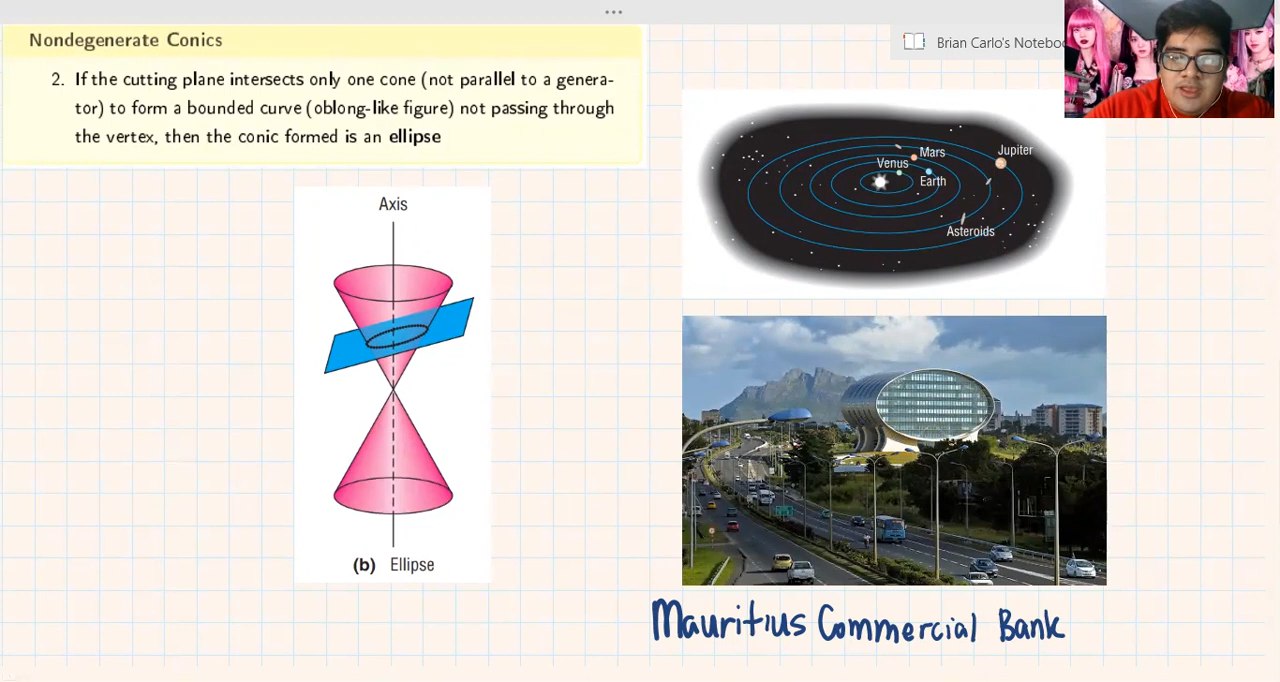 Nondegenerate Conics
2. If the cutting plane intersects only one cone (not parallel to a genera-
tor) to form a bounded curve (oblong-like figure) not passing through
the vertex, then the conic formed is an ellipse
Axis
(b) Ellipse
Brian Carlo's Notebo
Mars
Jupiter
Venus
Earth
Asteroids
Mauritius Commercial Bank